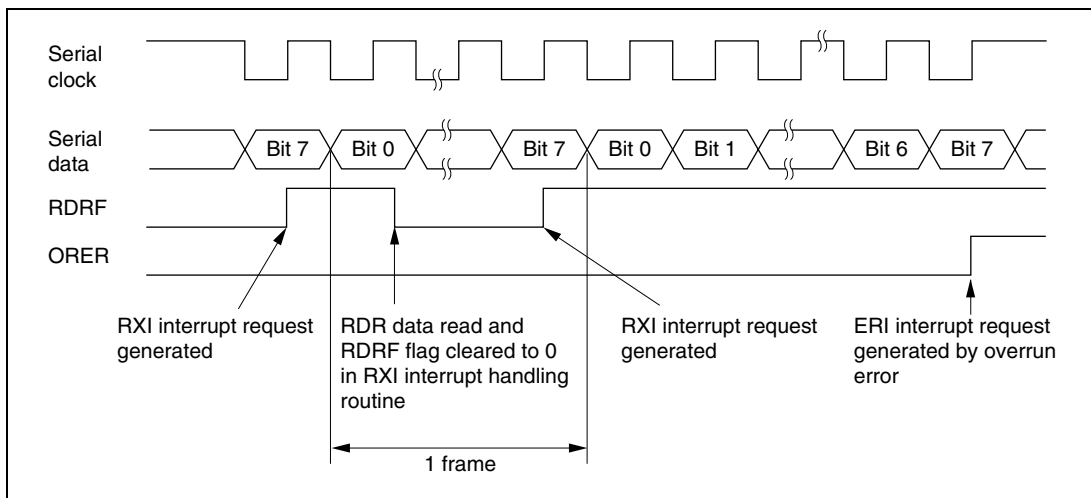 Serial
clock
Serial
data
Bit 7
Bit 0
Bit 7
Bit 0
Bit 1
Bit 6
Bit 7
RDRF
ORER
RXI interrupt request
generated
RDR data read and
RDRF flag cleared to 0
in RXI interrupt handling
routine
RXI interrupt request
generated
ERI interrupt request
generated by overrun
error
1 frame